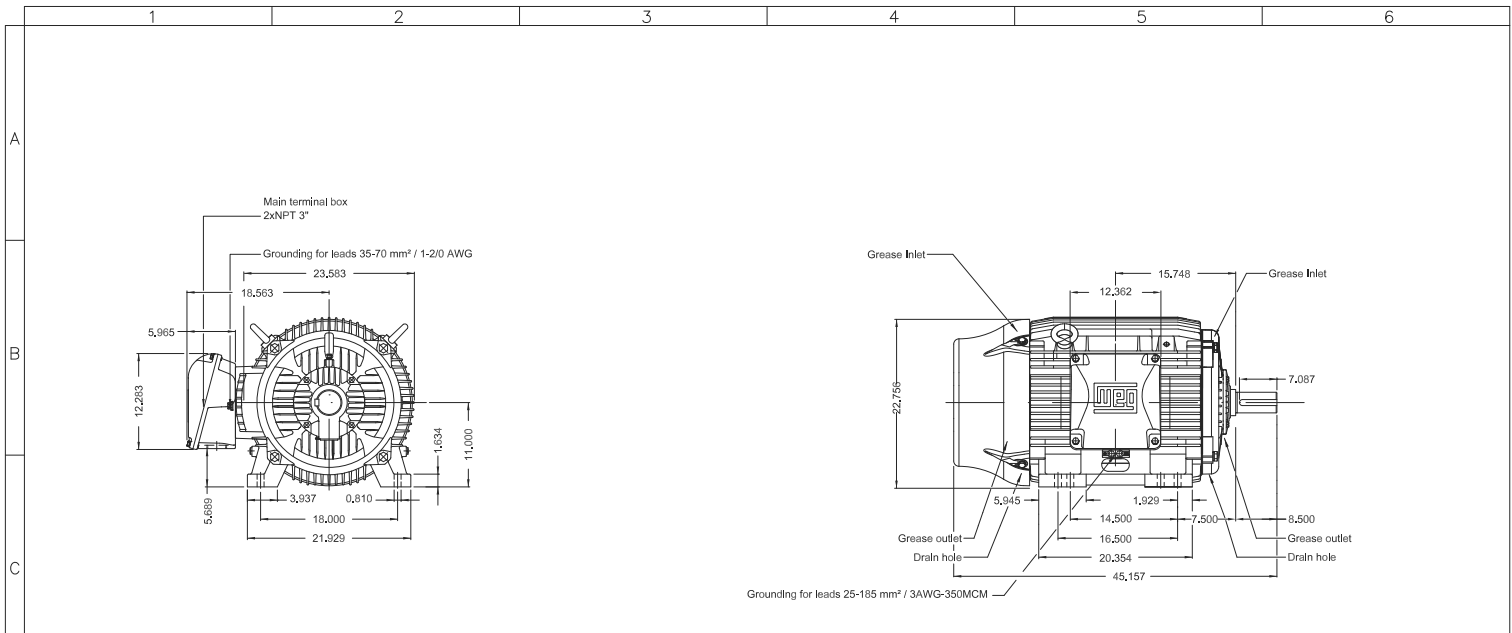 1 2 3 4 5 6
A
Main terminal box
2xNPT 3"
Grounding for leads 35-70 mm² / 1-2/0 AWG
23.583
18.563
5.965
B
12.283
1.634
11.000
5.689
3.937 0.810
18.000
21.929
Grease Inlet
15.748
Grease Inlet
12.362
22.756
WEG
7.087
5.945 1.929
14.500 7.500 8.500
Grease outlet 16.500 Grease outlet
Drain hole 20.354 Drain hole
C
45.157
Grounding for leads 25-185 mm² / 3AWG-350MCM